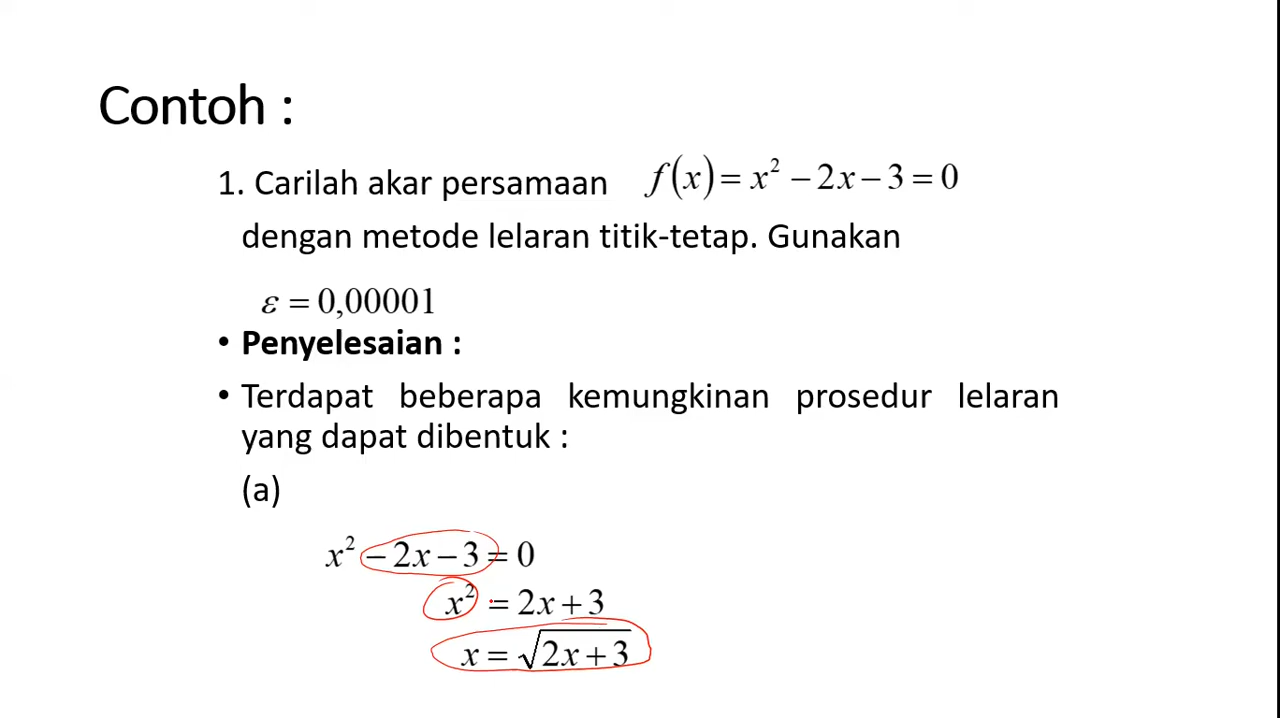 Contoh :
1. Carilah akar persamaan f(x) = x² − 2x − 3 = 0
dengan metode lelaran titik-tetap. Gunakan
ε = 0,00001
• Penyelesaian :
• Terdapat beberapa kemungkinan prosedur lelaran
yang dapat dibentuk :
(a)
x² − 2x − 3 = 0
x² = 2x + 3
x = √(2x + 3)